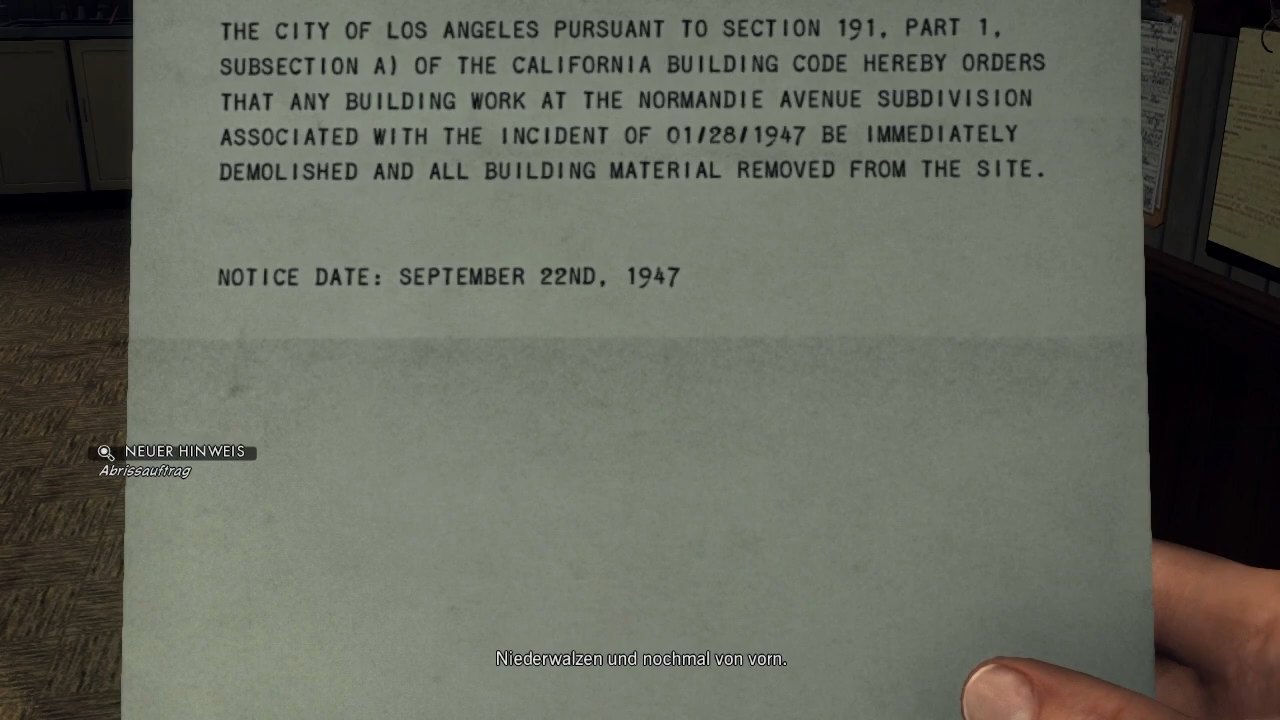 THE CITY OF LOS ANGELES PURSUANT TO SECTION 191, PART 1,
SUBSECTION A) OF THE CALIFORNIA BUILDING CODE HEREBY ORDERS
THAT ANY BUILDING WORK AT THE NORMANDIE AVENUE SUBDIVISION
ASSOCIATED WITH THE INCIDENT OF 01/28/1947 BE IMMEDIATELY
DEMOLISHED AND ALL BUILDING MATERIAL REMOVED FROM THE SITE.
NOTICE DATE: SEPTEMBER 22ND, 1947
NEUER HINWEIS
Abrissauftrag
Niederwalzen und nochmal von vorn.